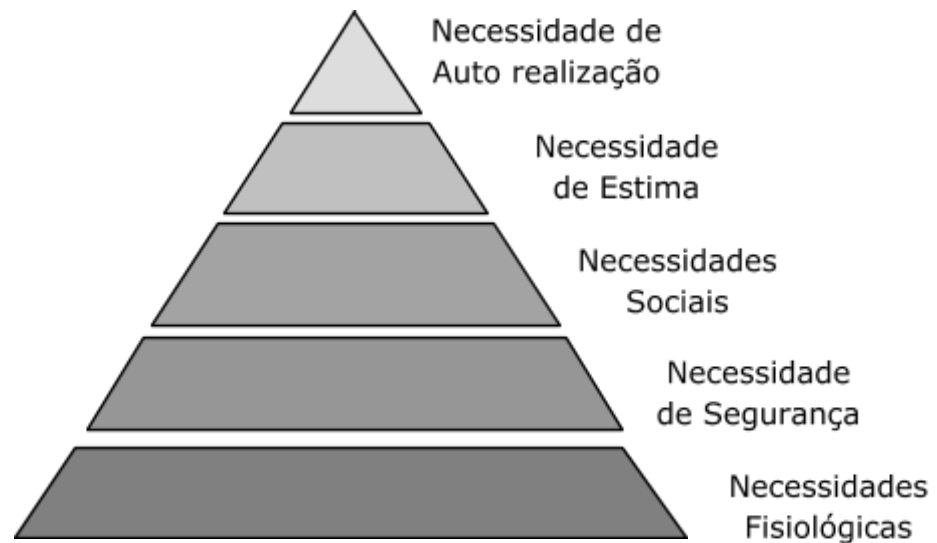 Necessidade de
Auto realização
Necessidade
de Estima
Necessidades
Sociais
Necessidade
de Segurança
Necessidades
Fisiológicas